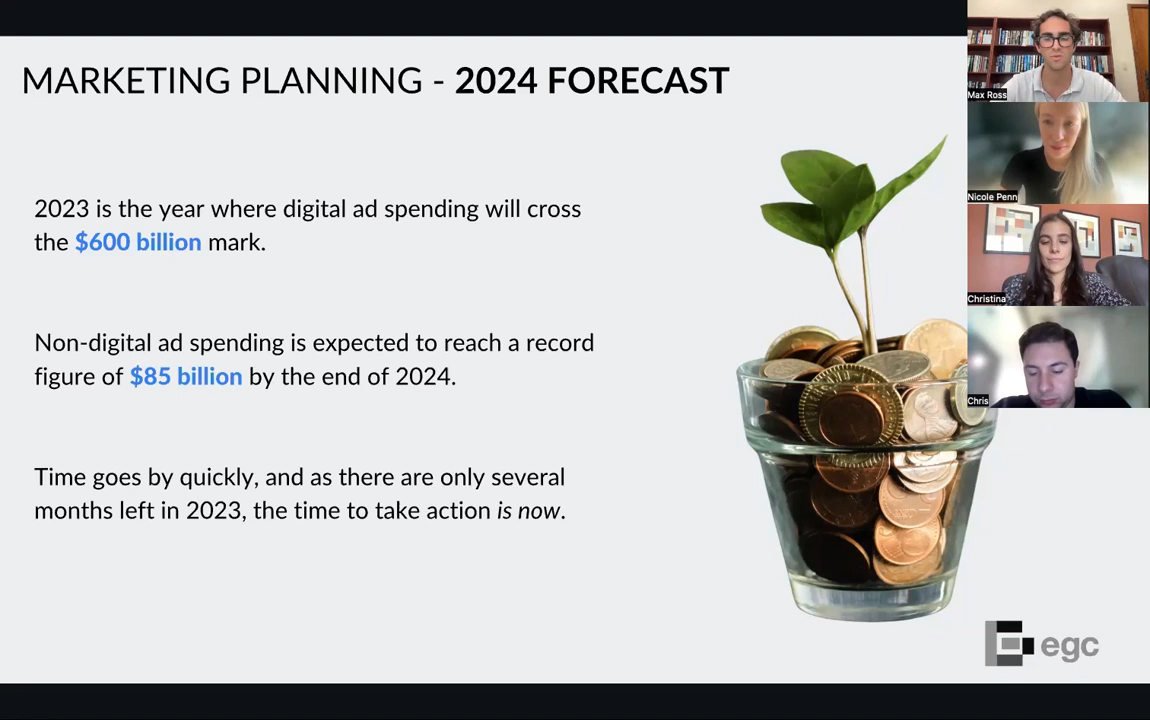 MARKETING PLANNING - 2024 FORECAST
2023 is the year where digital ad spending will cross
the $600 billion mark.
Non-digital ad spending is expected to reach a record
figure of $85 billion by the end of 2024.
Time goes by quickly, and as there are only several
months left in 2023, the time to take action is now.
Max Ross
Nicole Penn
Christina
Chris
egc